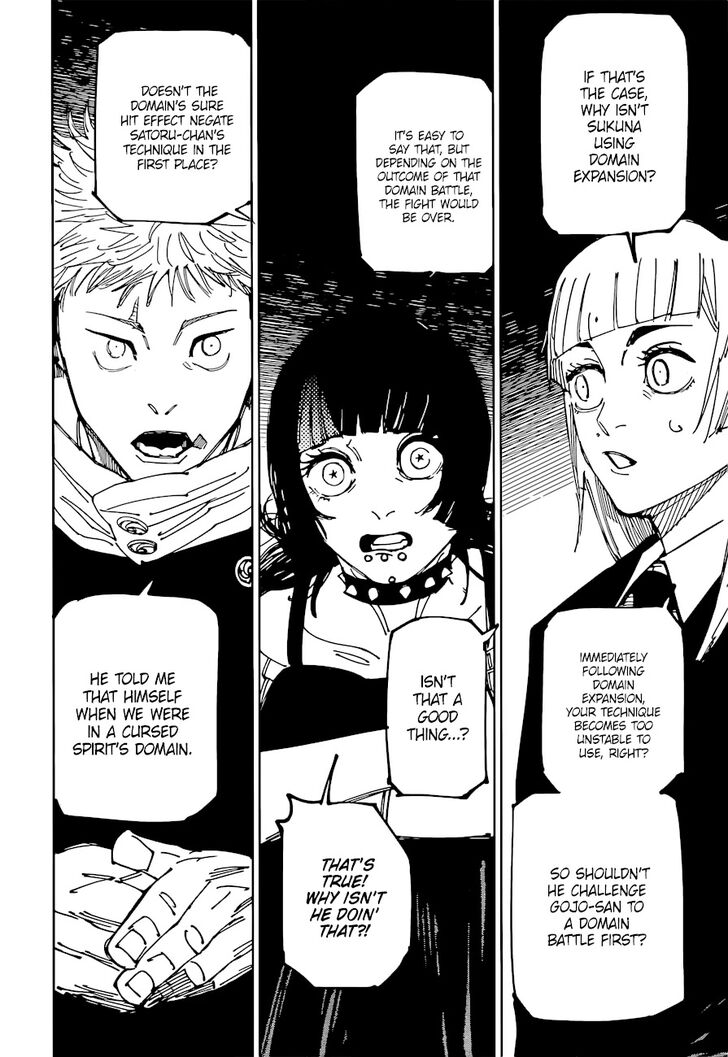 IF THAT'S
THE CASE,
WHY ISN'T
SUKUNA
USING
DOMAIN
EXPANSION?
IMMEDIATELY
FOLLOWING
DOMAIN
EXPANSION,
YOUR TECHNIQUE
BECOMES TOO
UNSTABLE TO
USE, RIGHT?
SO SHOULDN'T
HE CHALLENGE
GOJO-SAN TO
A DOMAIN
BATTLE FIRST?
IT'S EASY TO
SAY THAT, BUT
DEPENDING ON THE
OUTCOME OF THAT
DOMAIN BATTLE,
THE FIGHT WOULD
BE OVER.
ISN'T
THAT A
GOOD
THING...?
THAT'S
TRUE!
WHY ISN'T
HE DOIN'
THAT?!
DOESN'T THE
DOMAIN'S SURE
HIT EFFECT NEGATE
SATORU-CHAN'S
TECHNIQUE IN THE
FIRST PLACE?
HE TOLD ME
THAT HIMSELF
WHEN WE WERE
IN A CURSED
SPIRIT'S DOMAIN.